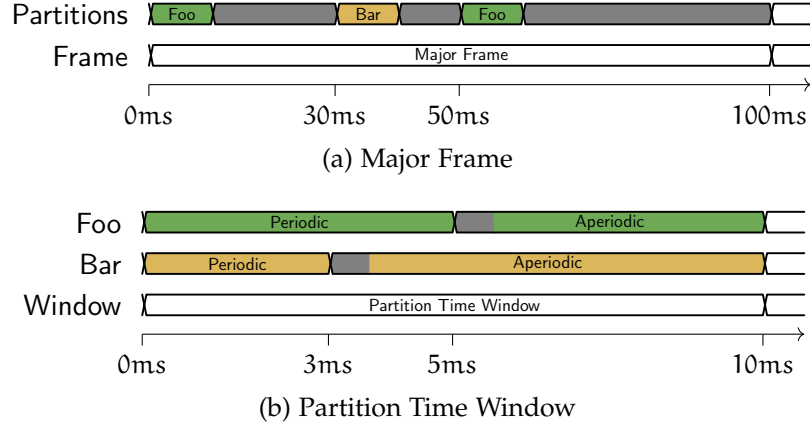 Partitions Foo Bar Foo
Frame Major Frame
0ms 30ms 50ms 100ms
(a) Major Frame
Foo Periodic Aperiodic
Bar Periodic Aperiodic
Window Partition Time Window
0ms 3ms 5ms 10ms
(b) Partition Time Window